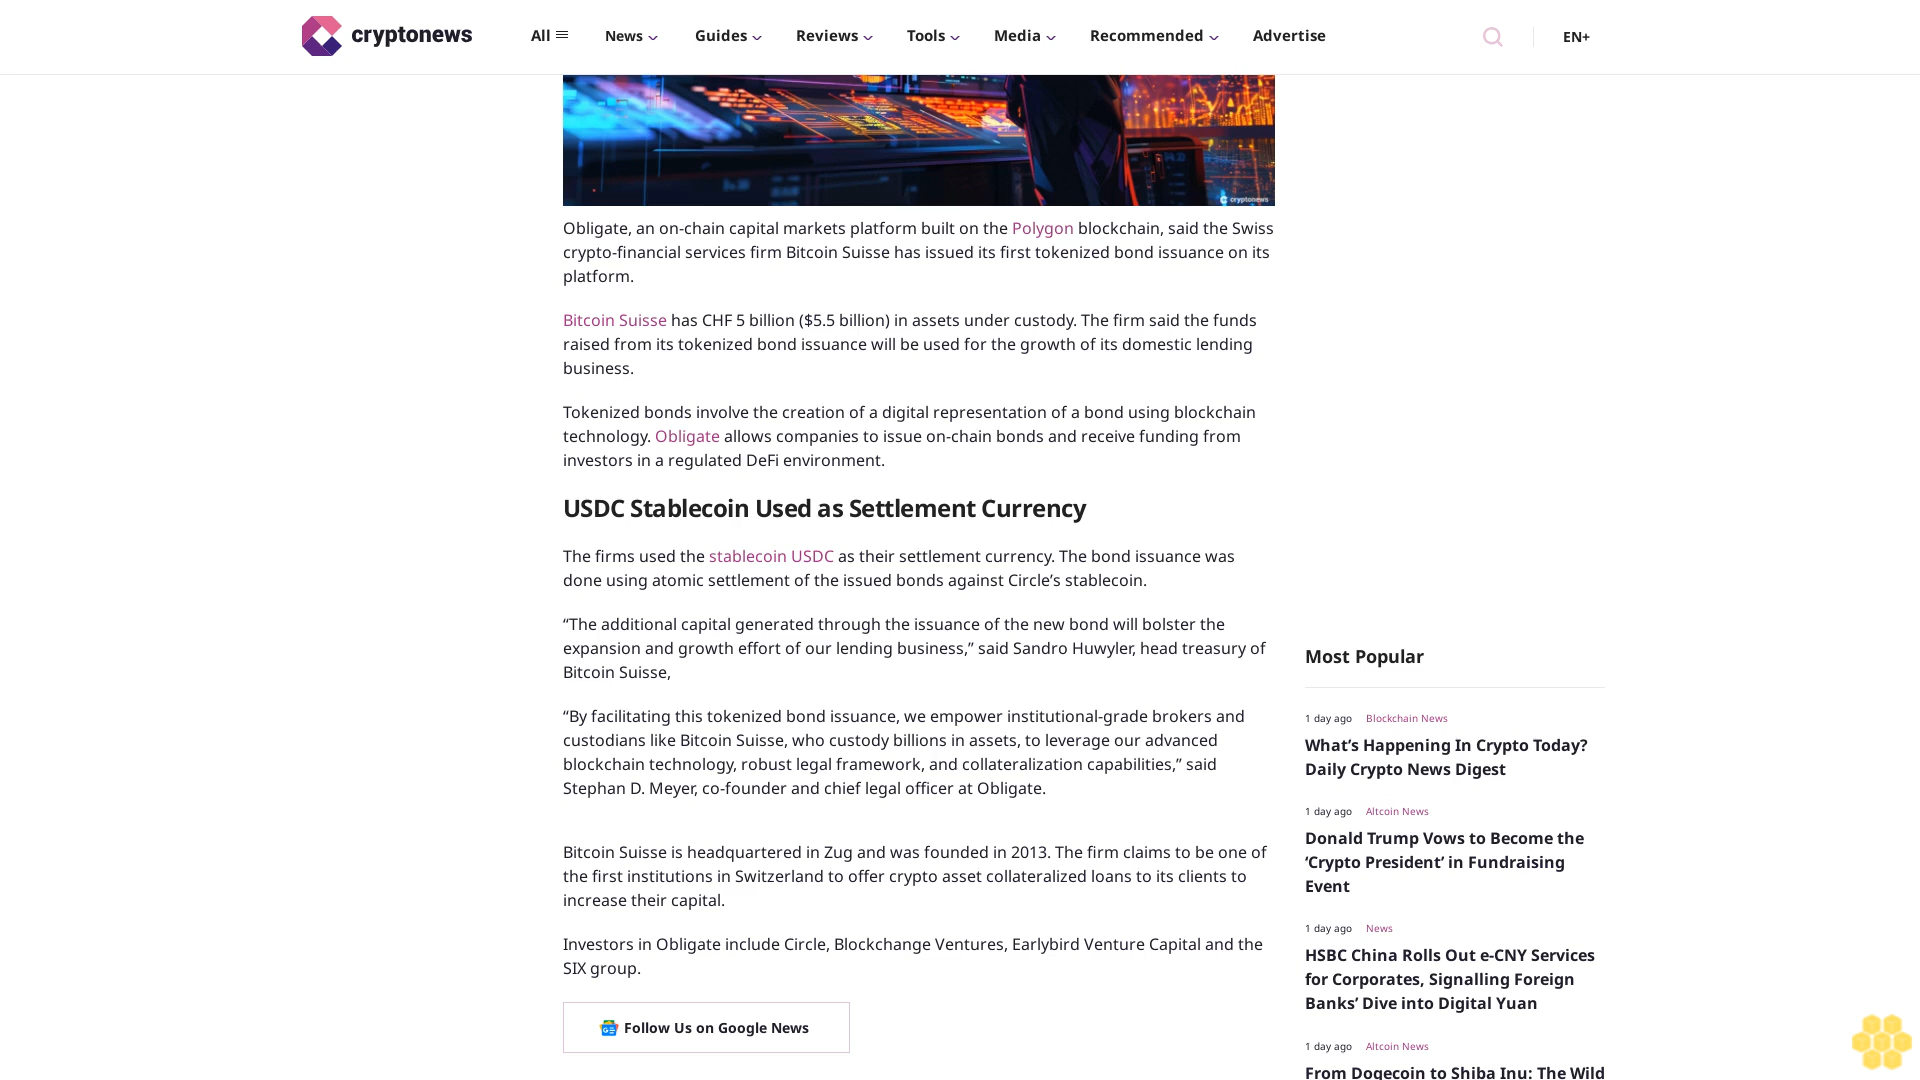 cryptonews
All
News
Guides
Reviews
Tools
Media
Recommended
Advertise
EN+
cryptonews
Obligate, an on-chain capital markets platform built on the Polygon blockchain, said the Swiss
crypto-financial services firm Bitcoin Suisse has issued its first tokenized bond issuance on its
platform.
Bitcoin Suisse has CHF 5 billion ($5.5 billion) in assets under custody. The firm said the funds
raised from its tokenized bond issuance will be used for the growth of its domestic lending
business.
Tokenized bonds involve the creation of a digital representation of a bond using blockchain
technology. Obligate allows companies to issue on-chain bonds and receive funding from
investors in a regulated DeFi environment.
USDC Stablecoin Used as Settlement Currency
The firms used the stablecoin USDC as their settlement currency. The bond issuance was
done using atomic settlement of the issued bonds against Circle’s stablecoin.
“The additional capital generated through the issuance of the new bond will bolster the
expansion and growth effort of our lending business,” said Sandro Huwyler, head treasury of
Bitcoin Suisse,
“By facilitating this tokenized bond issuance, we empower institutional-grade brokers and
custodians like Bitcoin Suisse, who custody billions in assets, to leverage our advanced
blockchain technology, robust legal framework, and collateralization capabilities,” said
Stephan D. Meyer, co-founder and chief legal officer at Obligate.
Bitcoin Suisse is headquartered in Zug and was founded in 2013. The firm claims to be one of
the first institutions in Switzerland to offer crypto asset collateralized loans to its clients to
increase their capital.
Investors in Obligate include Circle, Blockchange Ventures, Earlybird Venture Capital and the
SIX group.
Follow Us on Google News
Most Popular
1 day ago Blockchain News
What’s Happening In Crypto Today?
Daily Crypto News Digest
1 day ago Altcoin News
Donald Trump Vows to Become the
‘Crypto President’ in Fundraising
Event
1 day ago News
HSBC China Rolls Out e-CNY Services
for Corporates, Signalling Foreign
Banks’ Dive into Digital Yuan
1 day ago Altcoin News
From Dogecoin to Shiba Inu: The Wild